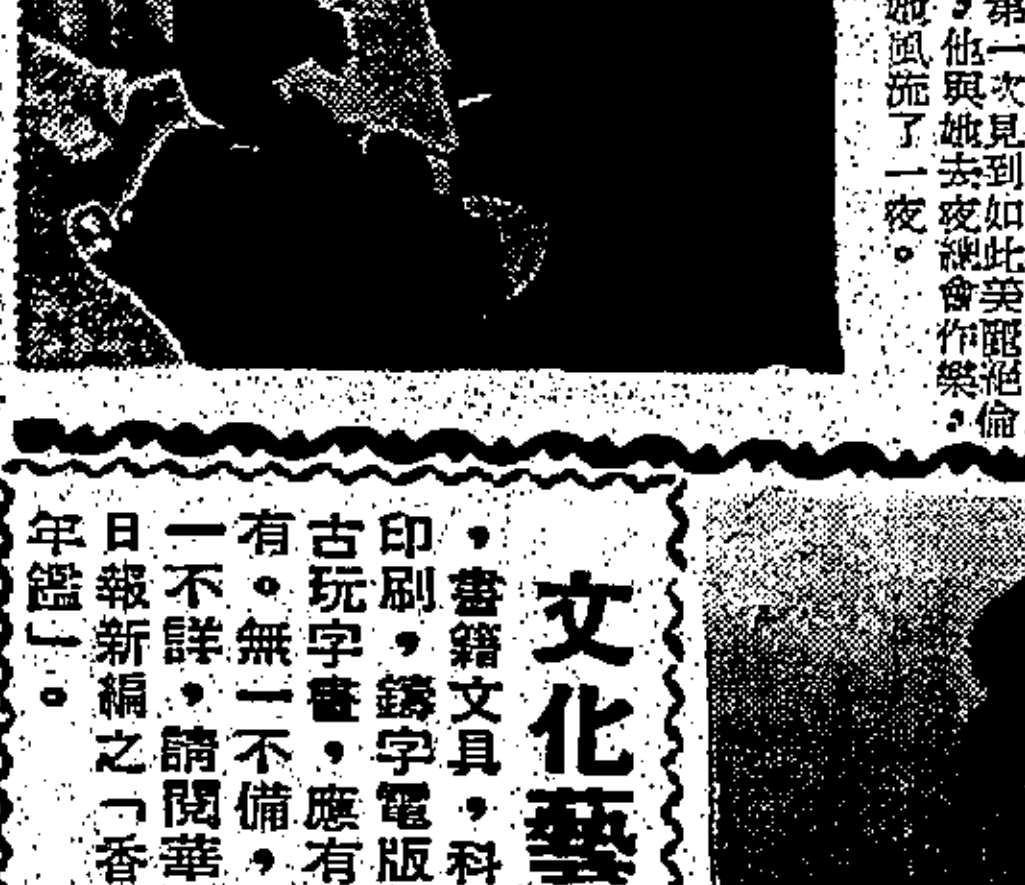 第一次見到如此美麗絕倫
，他與她去夜總會作樂，
她風流了一夜。
文化藝
，書籍文具，科
印刷，鑄字電版
古玩字畫，應有
有。無一不備，
一不詳，請閱華
日報新編之「香
年鑑」。